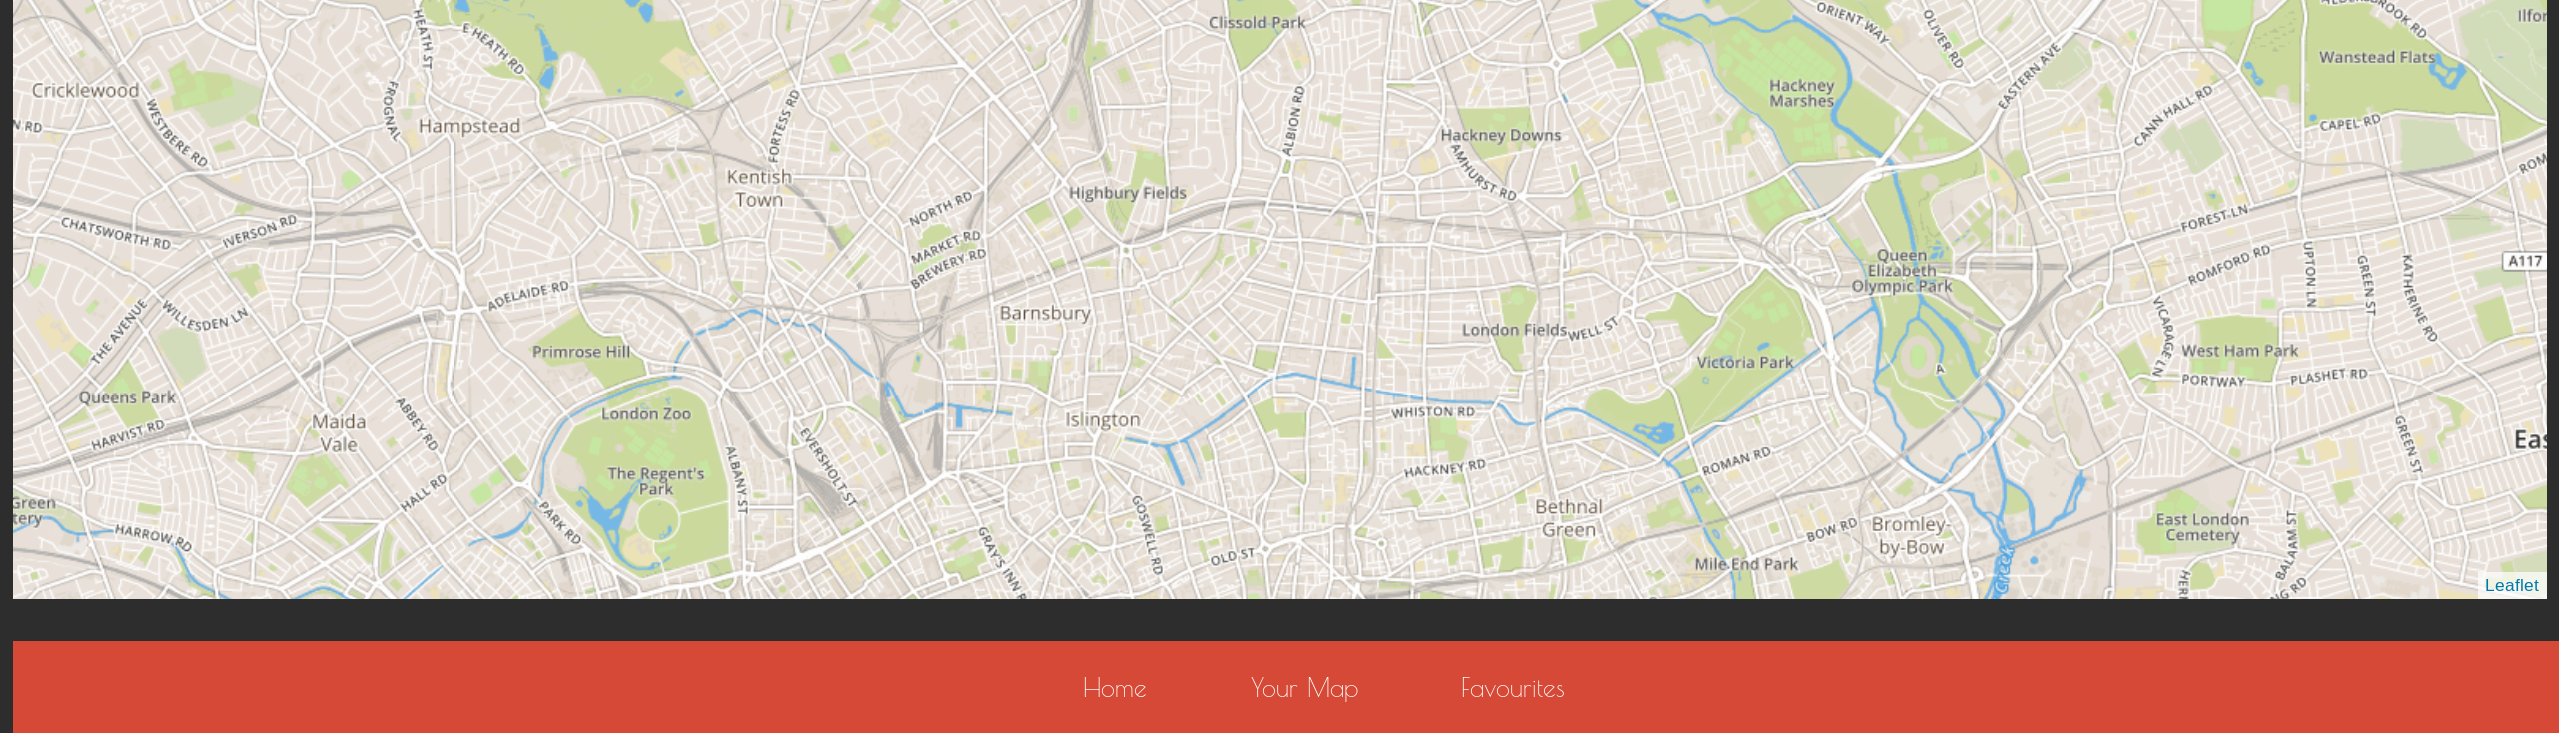 Clissold Park
ORIENT WAY
OLIVER RD
HEATH ST
E HEATH RD
Wanstead Flats
EASTERN AVE
Cricklewood
Hackney
Marshes
FROGNAL
WESTBERE RD
FORTESS RD
ALBION RD
CANN HALL RD
CAPEL RD
Hampstead
Hackney Downs
AMHURST RD
Kentish
Town
Highbury Fields
NORTH RD
MARKET RD
BREWERY RD
CHATSWORTH RD
IVERSON RD
FOREST LN
ROMFORD RD
UPTON LN
GREEN ST
KATHERINE RD
A117
Queen
Elizabeth
Olympic Park
ADELAIDE RD
THE AVENUE
WILLESDEN LN
Barnsbury
London Fields
WELL ST
VICARAGE LN
Primrose Hill
Victoria Park
West Ham Park
PORTWAY
PLASHET RD
A
Queens Park
ABBEY RD
London Zoo
Islington
WHISTON RD
Maida
Vale
HARVIST RD
EVERSHOLT ST
ALBANY ST
GREEN ST
The Regent's
Park
HALL RD
HACKNEY RD
ROMAN RD
Green
PARK RD
GOSWELL RD
Bethnal
Green
BOW RD
Bromley-
by-Bow
East London
Cemetery
BALAAM ST
HARROW RD
OLD ST
Mile End Park
Creek
Leaflet
Home Your Map Favourites